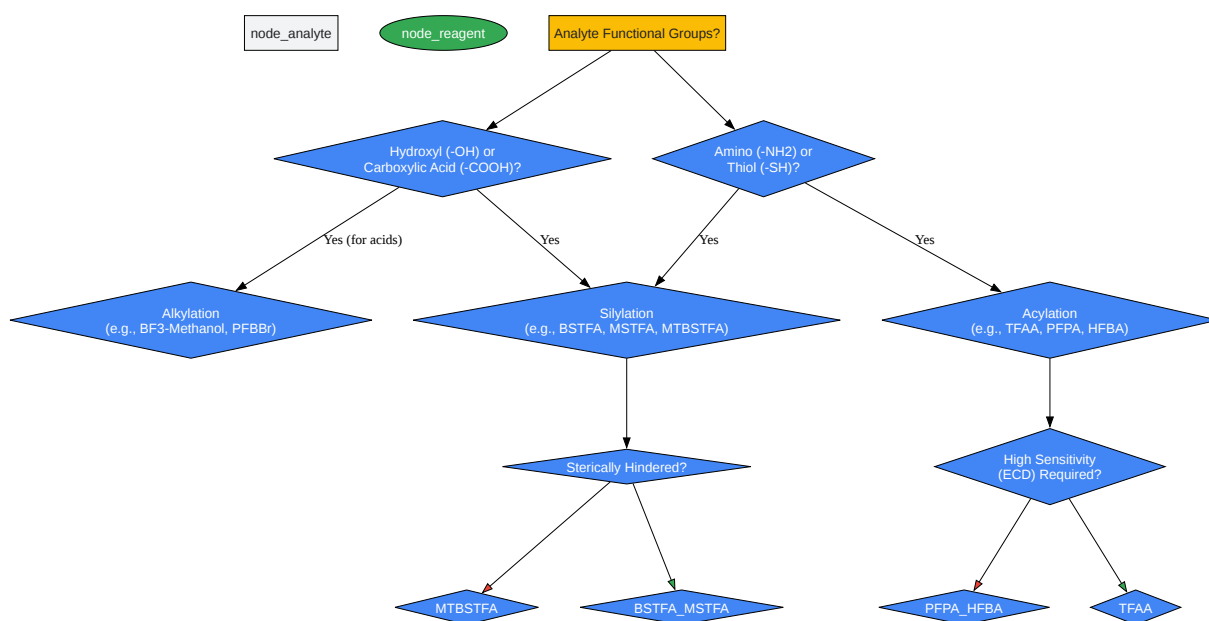 node_analyte
node_reagent
Analyte Functional Groups?
Hydroxyl (-OH) or
Carboxylic Acid (-COOH)?
Amino (-NH2) or
Thiol (-SH)?
Yes (for acids)
Yes
Yes
Yes
Alkylation
(e.g., BF3-Methanol, PFBBr)
Silylation
(e.g., BSTFA, MSTFA, MTBSTFA)
Acylation
(e.g., TFAA, PFPA, HFBA)
Sterically Hindered?
High Sensitivity
(ECD) Required?
MTBSTFA
BSTFA_MSTFA
PFPA_HFBA
TFAA